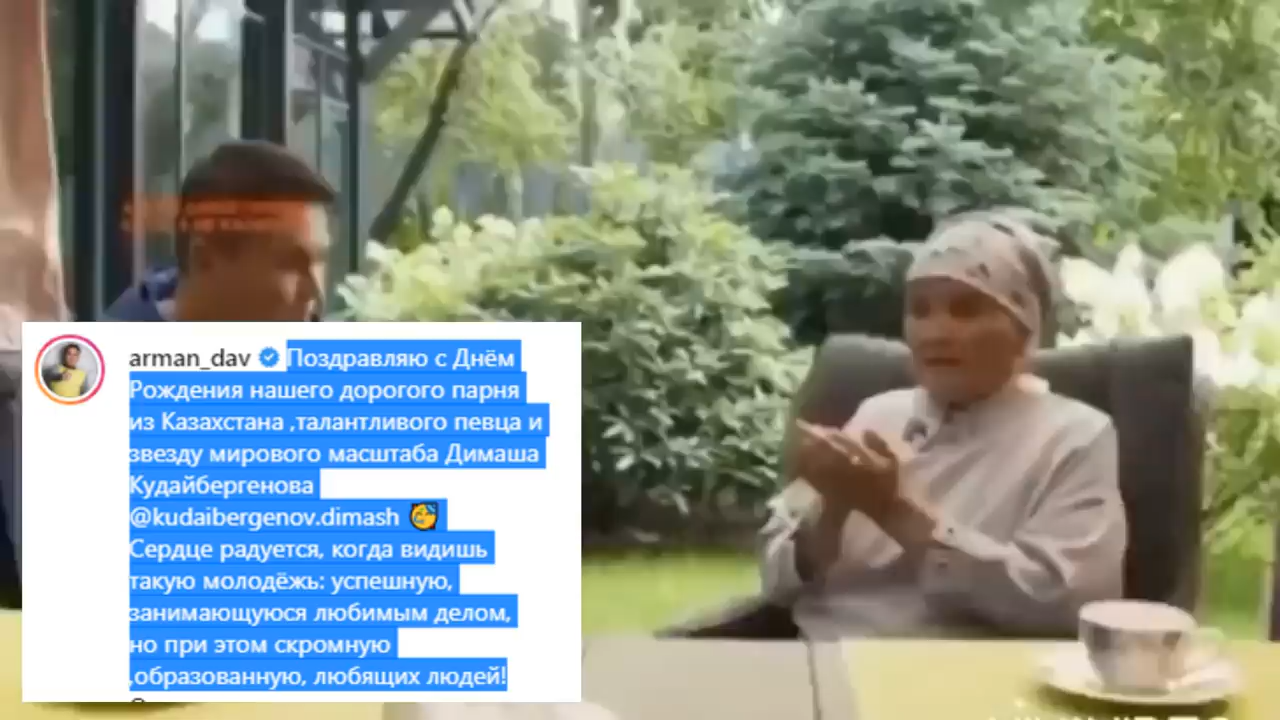 arman_dav Поздравляю с Днём
Рождения нашего дорогого парня
из Казахстана ,талантливого певца и
звезду мирового масштаба Димаша
Кудайбергенова
@kudaibergenov.dimash 🥳
Сердце радуется, когда видишь
такую молодёжь: успешную,
занимающуюся любимым делом,
но при этом скромную
,образованную, любящих людей!